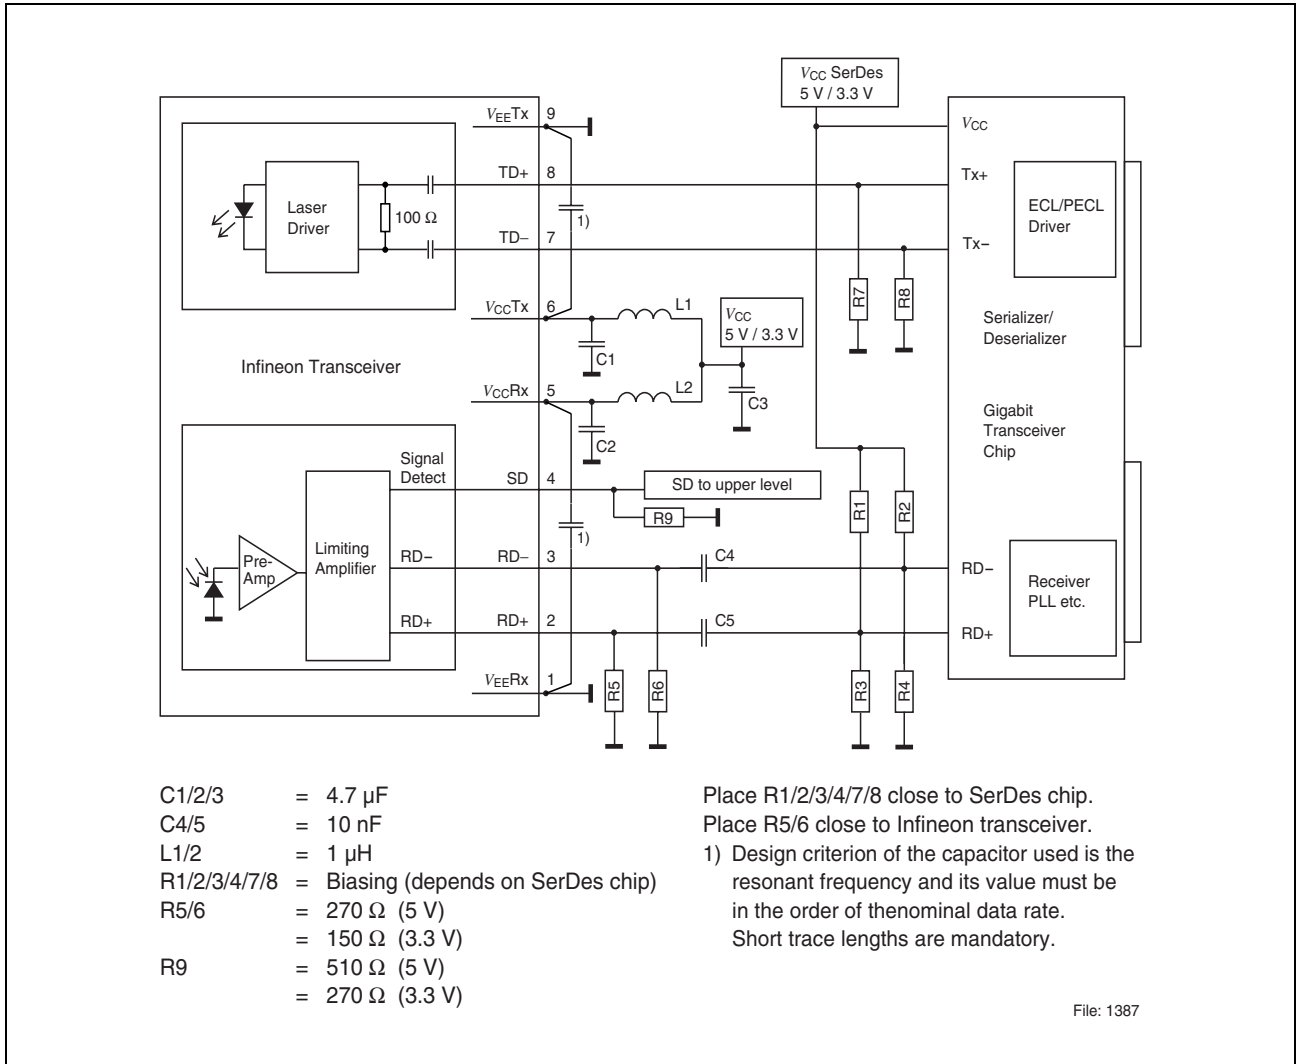 VCC SerDes
5 V / 3.3 V
VEETx 9
VCC
TD+ 8
Tx+
Laser
Driver
100 Ω
1)
ECL/PECL
Driver
TD− 7
Tx−
R7
R8
VCCTx 6
L1
VCC
5 V / 3.3 V
Serializer/
Deserializer
C1
Infineon Transceiver
VCCRx 5
L2
C3
C2
Gigabit
Transceiver
Chip
Signal
Detect
SD 4
SD to upper level
R9
R1
R2
1)
Pre-
Amp
Limiting
Amplifier
RD−
RD− 3
C4
RD−
Receiver
PLL etc.
RD+
RD+ 2
C5
RD+
VEERx 1
R5
R6
R3
R4
C1/2/3 = 4.7 µF
C4/5 = 10 nF
L1/2 = 1 µH
R1/2/3/4/7/8 = Biasing (depends on SerDes chip)
R5/6 = 270 Ω (5 V)
= 150 Ω (3.3 V)
R9 = 510 Ω (5 V)
= 270 Ω (3.3 V)
Place R1/2/3/4/7/8 close to SerDes chip.
Place R5/6 close to Infineon transceiver.
1) Design criterion of the capacitor used is the
resonant frequency and its value must be
in the order of thenominal data rate.
Short trace lengths are mandatory.
File: 1387